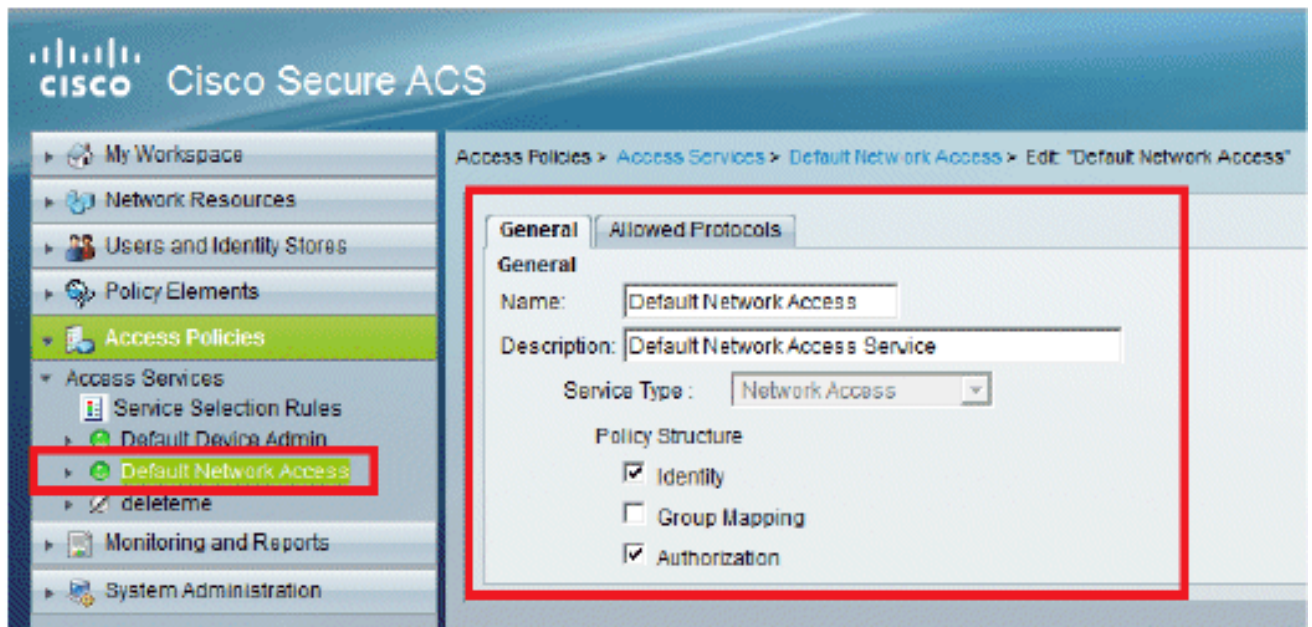 CISCO Cisco Secure ACS
My Workspace
Network Resources
Users and Identity Stores
Policy Elements
Access Policies
Access Services
Service Selection Rules
Default Device Admin
Default Network Access
deleteme
Monitoring and Reports
System Administration
Access Policies > Access Services > Default Network Access > Edit: "Default Network Access"
General Allowed Protocols
General
Name: Default Network Access
Description: Default Network Access Service
Service Type : Network Access
Policy Structure
Identity
Group Mapping
Authorization